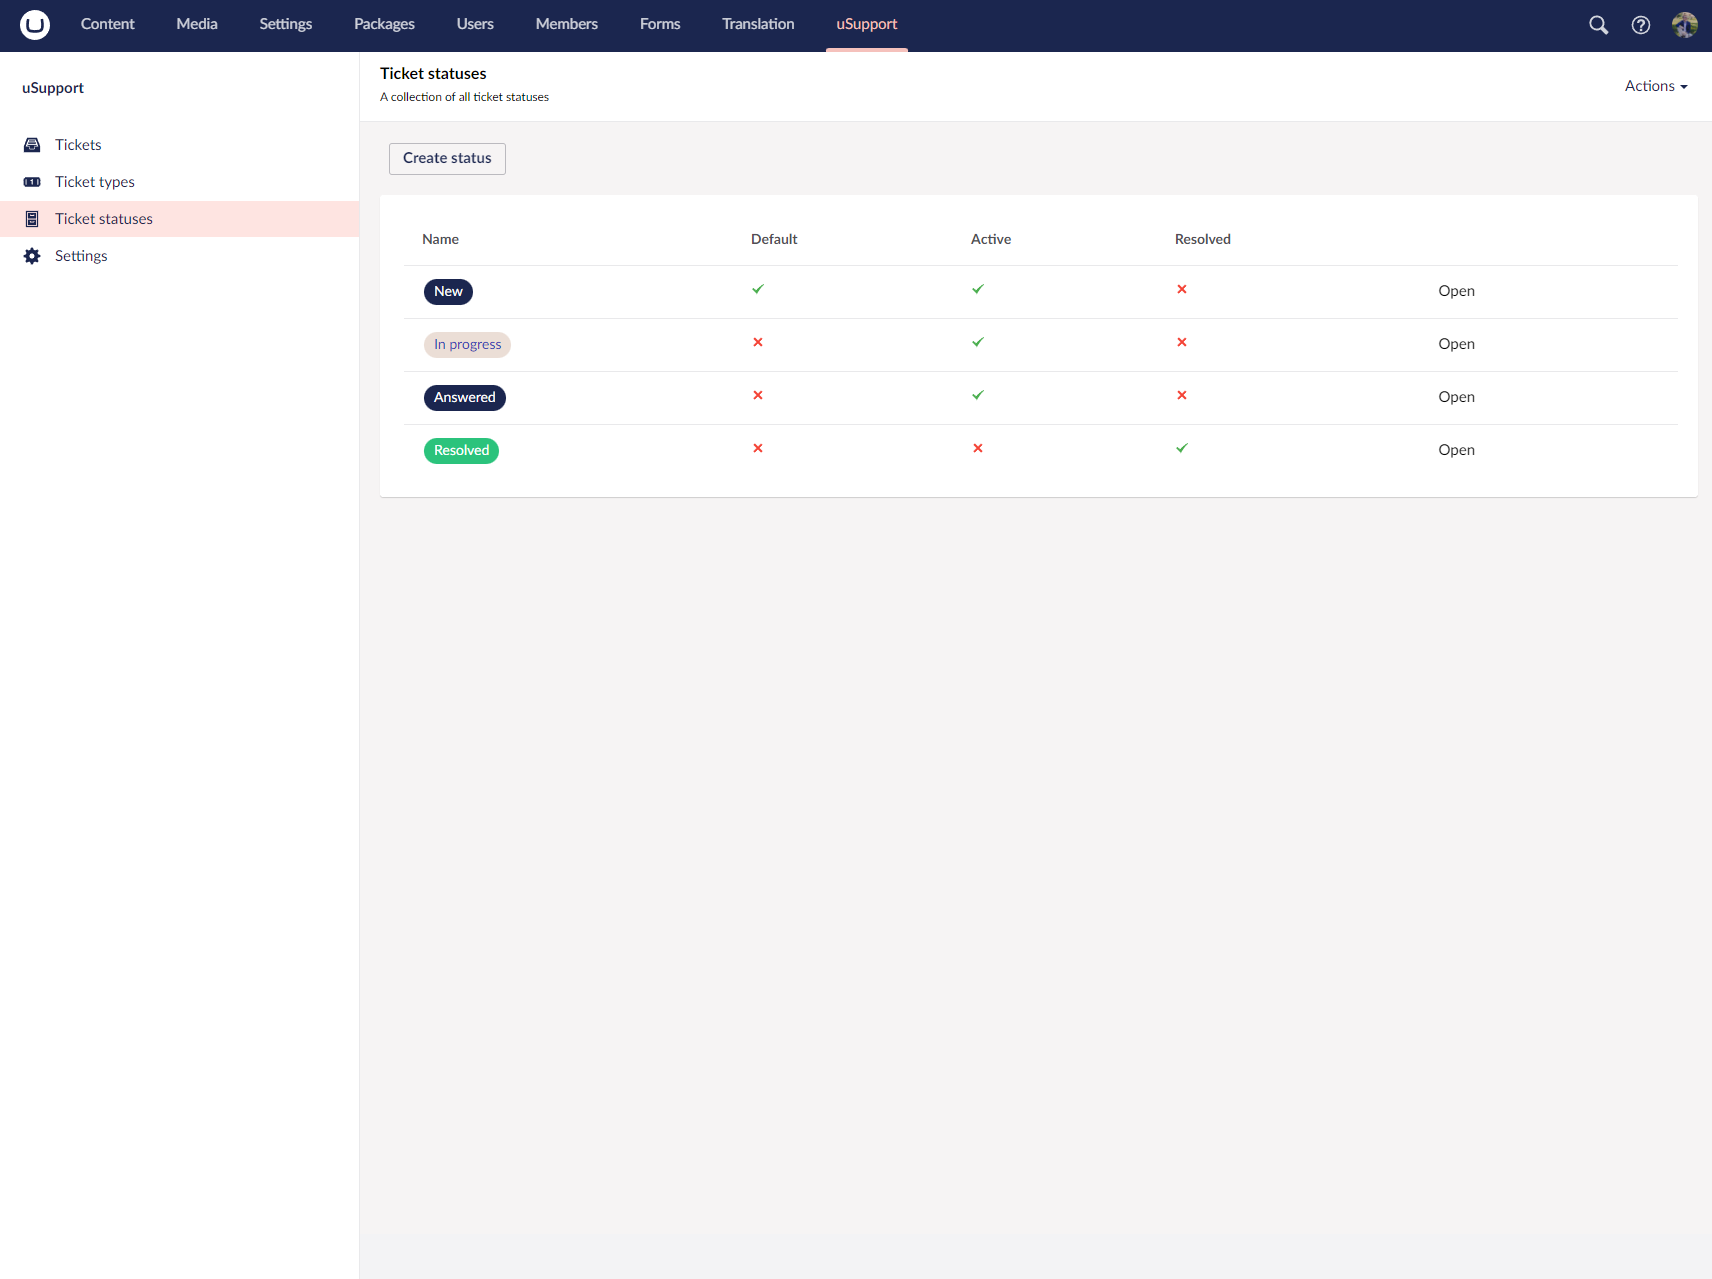 Content Media Settings Packages Users Members Forms Translation uSupport
uSupport
Tickets
Ticket types
Ticket statuses
Settings
Ticket statuses
A collection of all ticket statuses
Actions
Create status
Name Default Active Resolved
New Open
In progress Open
Answered Open
Resolved Open